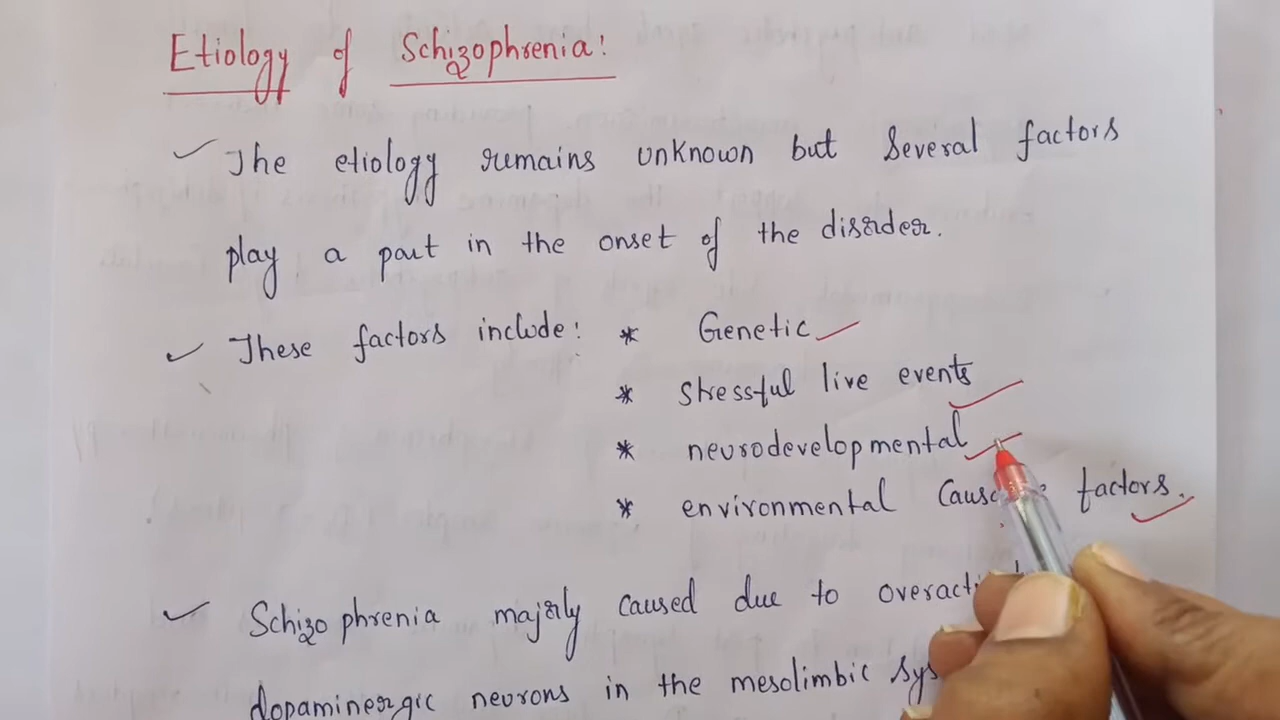 Etiology of Schizophrenia:
The etiology remains unknown but Several factors
play a part in the onset of the disorder.
These factors include: * Genetic
* Stressful live events
* neurodevelopmental
* environmental factors.
Schizophrenia majorly caused due to
dopaminergic neurons in the mesolimbic